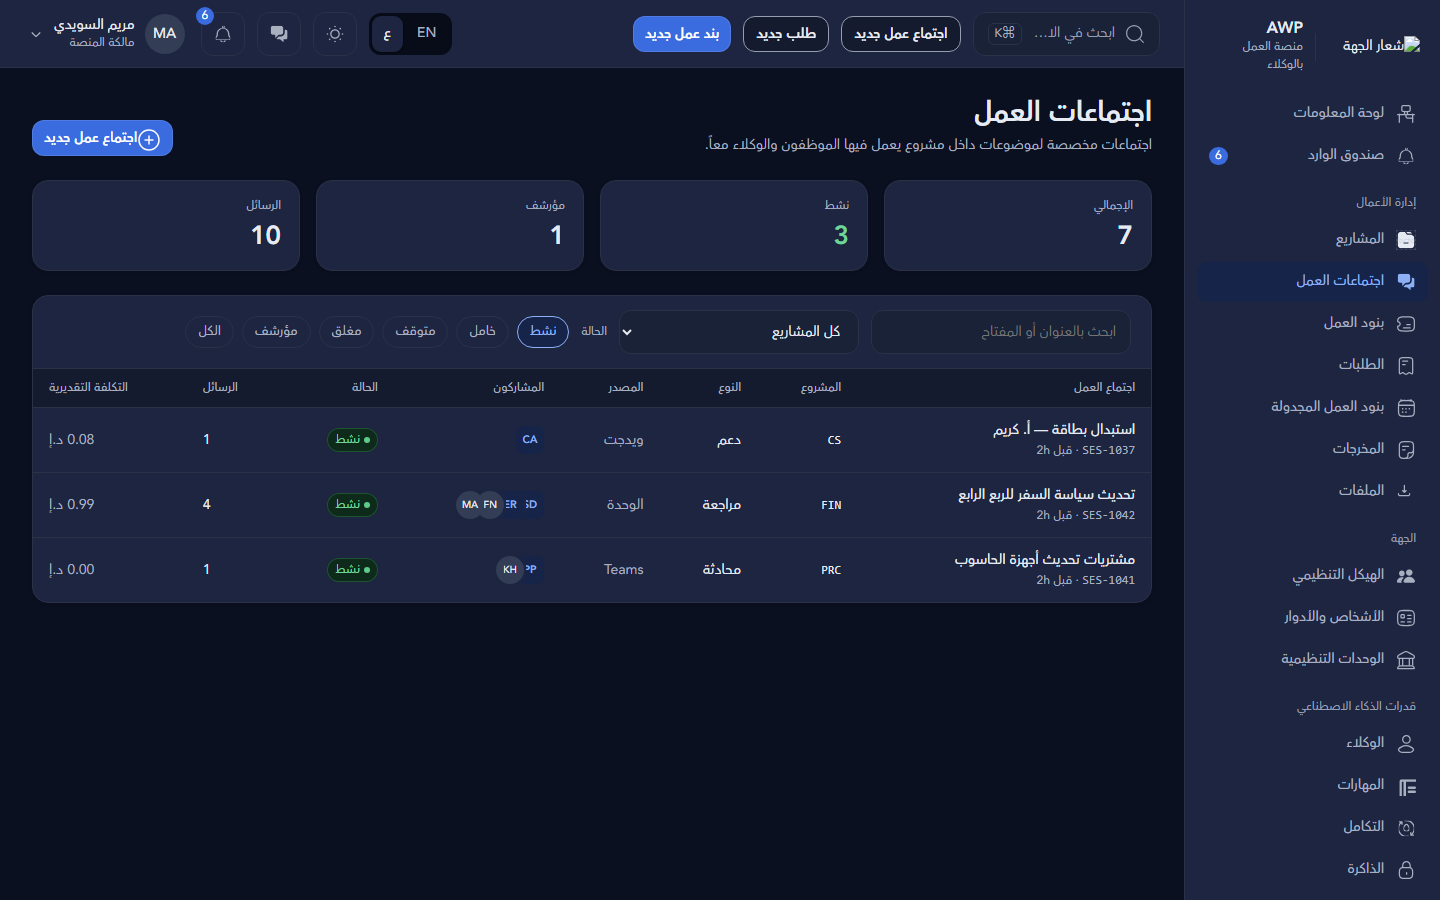 شعار الجهة
AWP
منصة العمل
بالوكلاء
لوحة المعلومات
صندوق الوارد
6
إدارة الأعمال
المشاريع
اجتماعات العمل
بنود العمل
الطلبات
بنود العمل المجدولة
المخرجات
الملفات
الجهة
الهيكل التنظيمي
الأشخاص والأدوار
الوحدات التنظيمية
قدرات الذكاء الاصطناعي
الوكلاء
المهارات
التكامل
الذاكرة
ابحث في الا... ⌘K
اجتماع عمل جديد
طلب جديد
بند عمل جديد
EN
ع
6
MA
مريم السويدي
مالكة المنصة
اجتماعات العمل
اجتماعات مخصصة لموضوعات داخل مشروع يعمل فيها الموظفون والوكلاء معاً.
اجتماع عمل جديد
الإجمالي
7
نشط
3
مؤرشف
1
الرسائل
10
ابحث بالعنوان أو المفتاح
كل المشاريع
الحالة نشط خامل متوقف مغلق مؤرشف الكل
اجتماع العمل المشروع النوع المصدر المشاركون الحالة الرسائل التكلفة التقديرية
استبدال بطاقة — أ. كريم
SES-1037 · قبل 2h
CS دعم ويدجت CA نشط 1 0.08 د.إ
تحديث سياسة السفر للربع الرابع
SES-1042 · قبل 2h
FIN مراجعة الوحدة SD ER FN MA نشط 4 0.99 د.إ
مشتريات تحديث أجهزة الحاسوب
SES-1041 · قبل 2h
PRC محادثة Teams PP KH نشط 1 0.00 د.إ